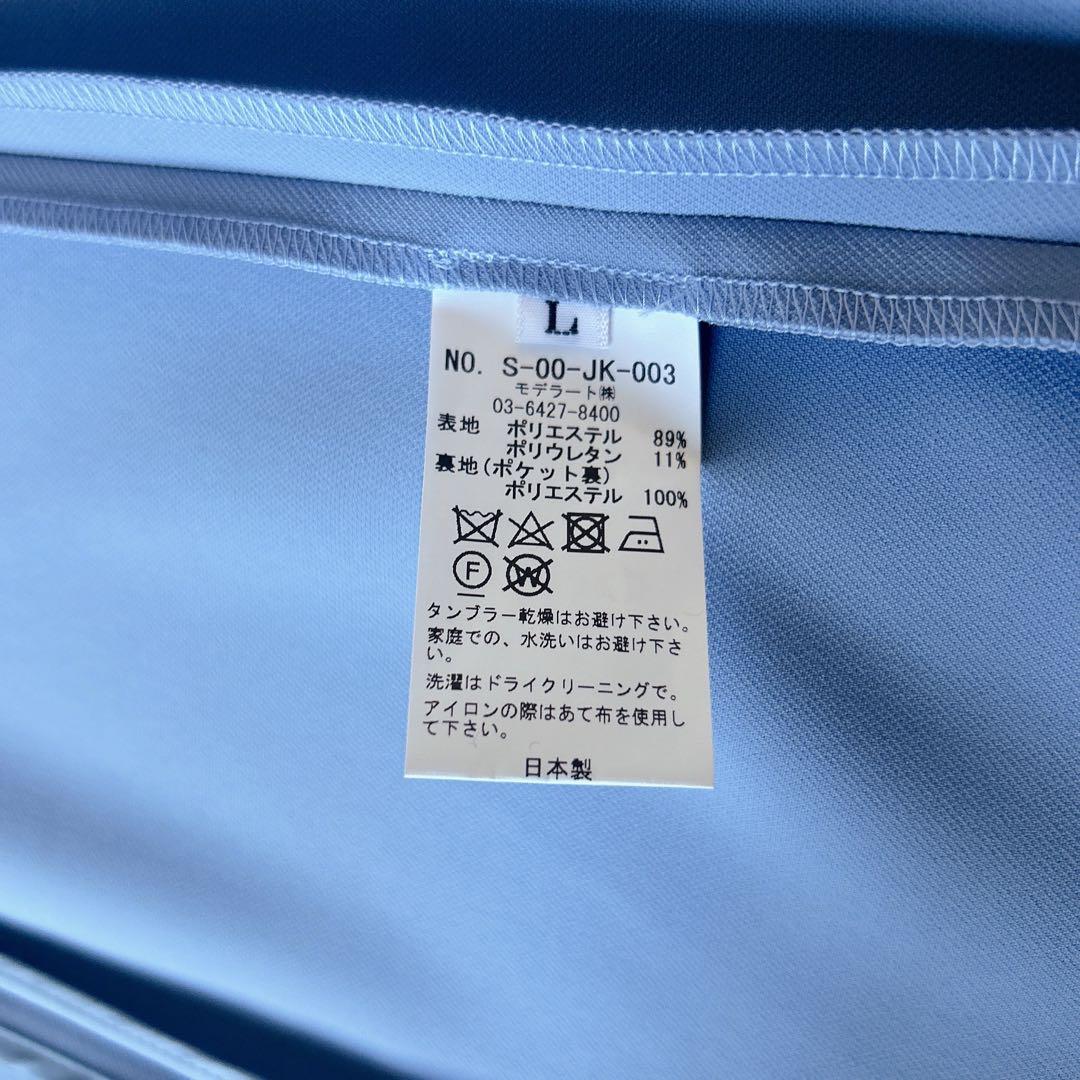 L
NO. S-00-JK-003
モデラート㈱
03-6427-8400
表地 ポリエステル 89%
ポリウレタン 11%
裏地(ポケット裏)
ポリエステル 100%
F W
タンブラー乾燥はお避け下さい。
家庭での、水洗いはお避け下さ
い。
洗濯はドライクリーニングで。
アイロンの際はあて布を使用し
て下さい。
日本製